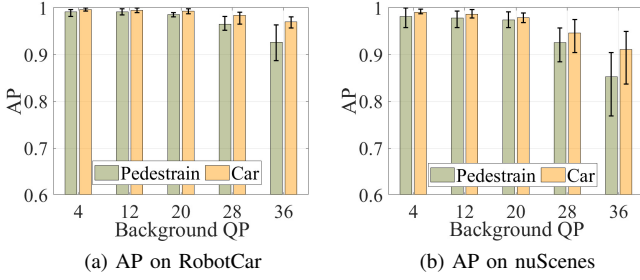 1
0.9
0.8
0.7
0.6
AP
Pedestrain Car
4 12 20 28 36
Background QP
(a) AP on RobotCar
1
0.9
0.8
0.7
0.6
AP
Pedestrain Car
4 12 20 28 36
Background QP
(b) AP on nuScenes